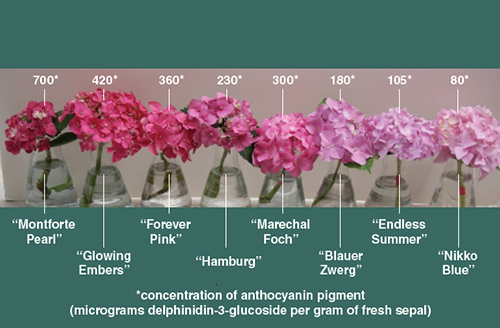 700* 420* 360* 230* 300* 180* 105* 80*
“Montforte Pearl”
“Glowing Embers”
“Forever Pink”
“Hamburg”
“Marechal Foch”
“Blauer Zwerg”
“Endless Summer”
“Nikko Blue”
*concentration of anthocyanin pigment
(micrograms delphinidin-3-glucoside per gram of fresh sepal)